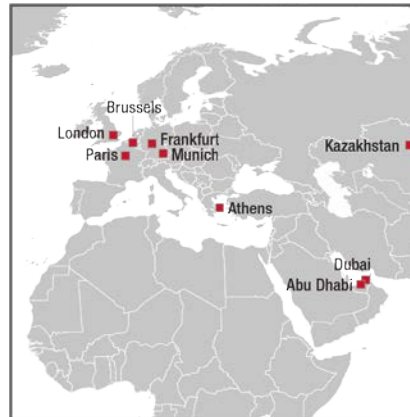 Brussels
London
Frankfurt
Paris
Munich
Kazakhstan
Athens
Dubai
Abu Dhabi